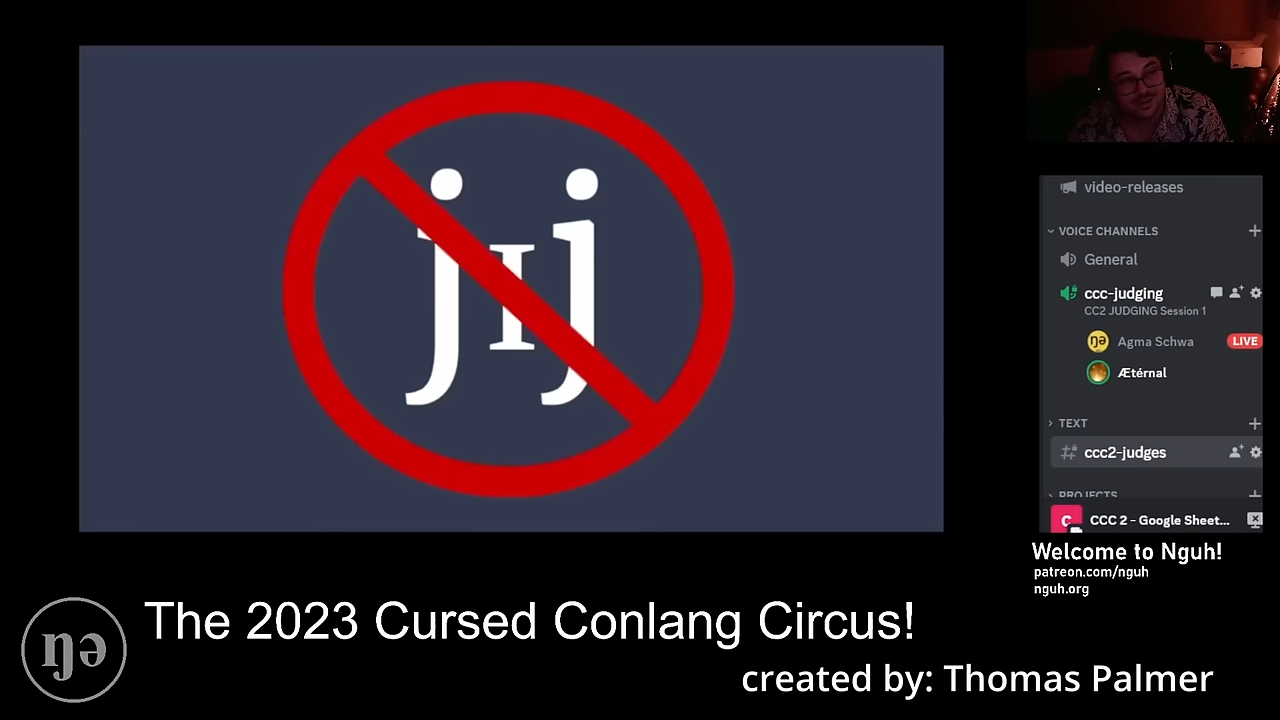 jɪj
video-releases
VOICE CHANNELS
General
ccc-judging
CC2 JUDGING Session 1
ŋə
Agma Schwa
LIVE
Ætérnal
TEXT
ccc2-judges
PROJECTS
C
CCC 2 - Google Sheet...
Welcome to Nguh!
patreon.com/nguh
nguh.org
ŋə
The 2023 Cursed Conlang Circus!
created by: Thomas Palmer